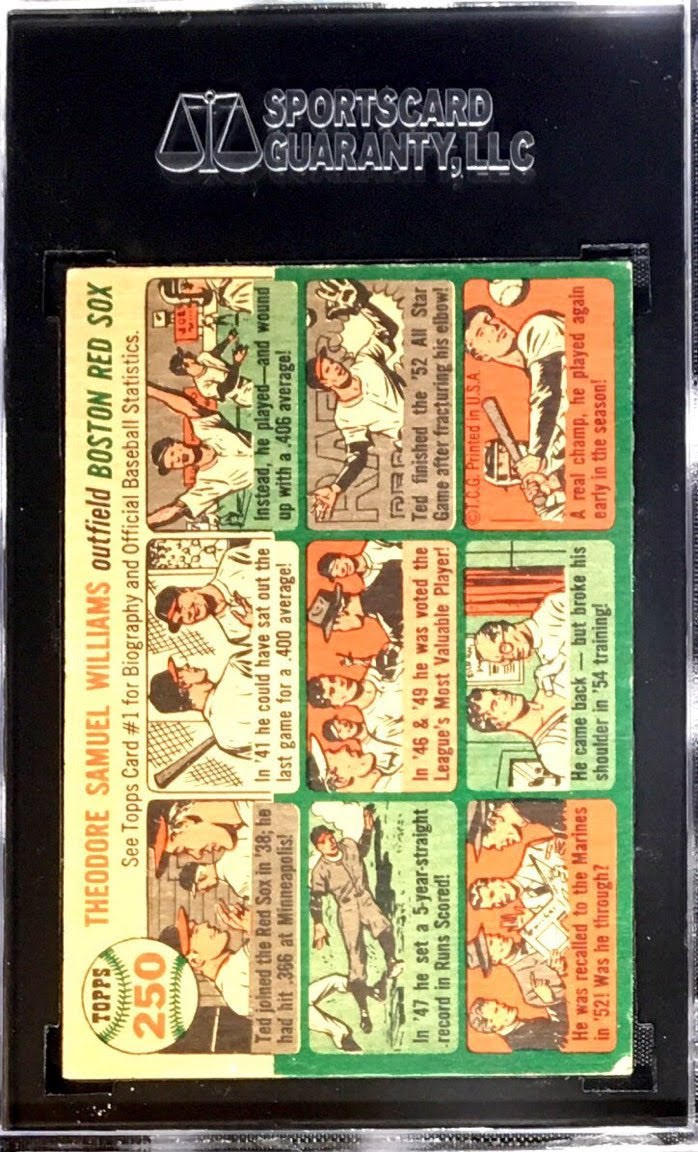 SPORTSCARD
GUARANTY, LLC
TOPPS
250
THEODORE SAMUEL WILLIAMS outfield BOSTON RED SOX
See Topps Card #1 for Biography and Official Baseball Statistics.
Ted joined the Red Sox in '38; he
had hit .366 at Minneapolis!
In '41 he could have sat out the
last game for a .400 average!
Instead, he played—and wound
up with a .406 average!
In '47 he set a 5-year-straight
record in Runs Scored!
In '46 & '49 he was voted the
League's Most Valuable Player!
Ted finished the '52 All Star
Game after fracturing his elbow!
He was recalled to the Marines
in '52! Was he through?
He came back — but broke his
shoulder in '54 training!
©T.C.G. Printed in U.S.A.
A real champ, he played again
early in the season!